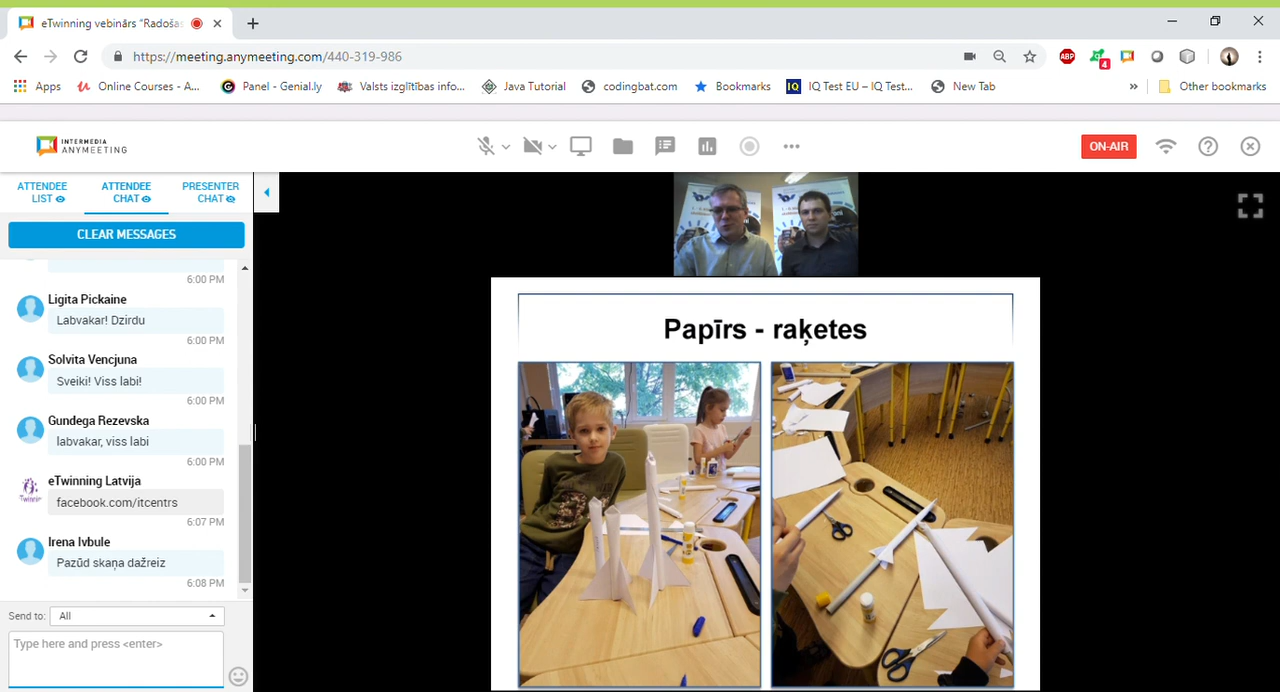 eTwinning vebinārs "Radoša
https://meeting.anymeeting.com/440-319-986
ABP
4
Apps
Online Courses - A...
Panel - Genial.ly
Valsts izglītības info...
Java Tutorial
codingbat.com
Bookmarks
IQ
IQ Test EU – IQ Test...
New Tab
»
Other bookmarks
INTERMEDIA
ANYMEETING
ON-AIR
ATTENDEE
LIST
ATTENDEE
CHAT
PRESENTER
CHAT
CLEAR MESSAGES
6:00 PM
Ligita Pickaine
Labvakar! Dzirdu
6:00 PM
Solvita Vencjuna
Sveiki! Viss labi!
6:00 PM
Gundega Rezevska
labvakar, viss labi
6:00 PM
eTwinning Latvija
facebook.com/itcentrs
6:07 PM
Irena Ivbule
Pazūd skaņa dažreiz
6:08 PM
Send to:
All
Type here and press <enter>
Papīrs - raķetes